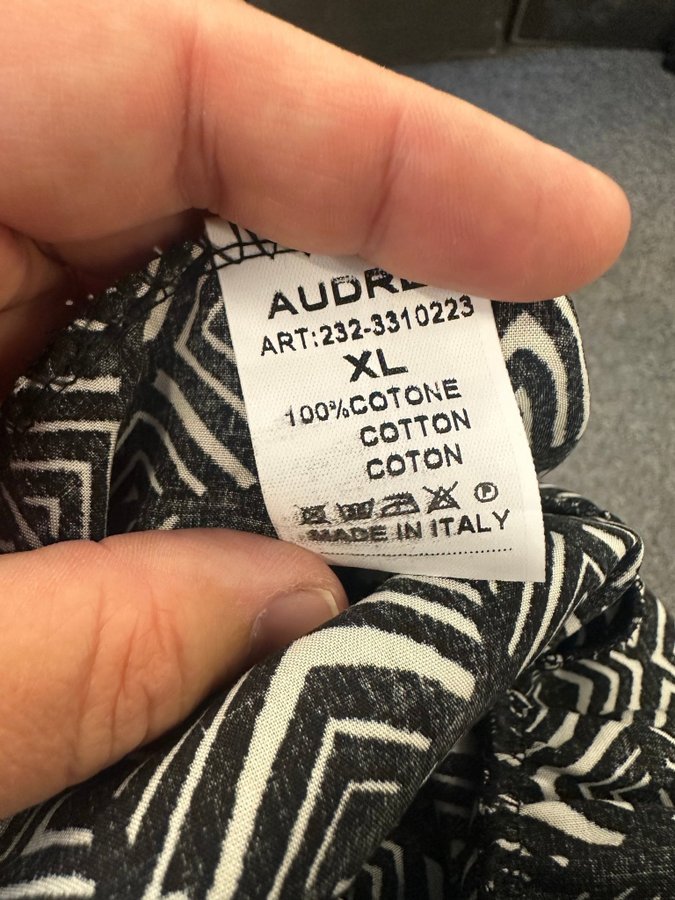 ART:232-3310223
XL
100%COTONE
COTTON
COTON
P
MADE IN ITALY